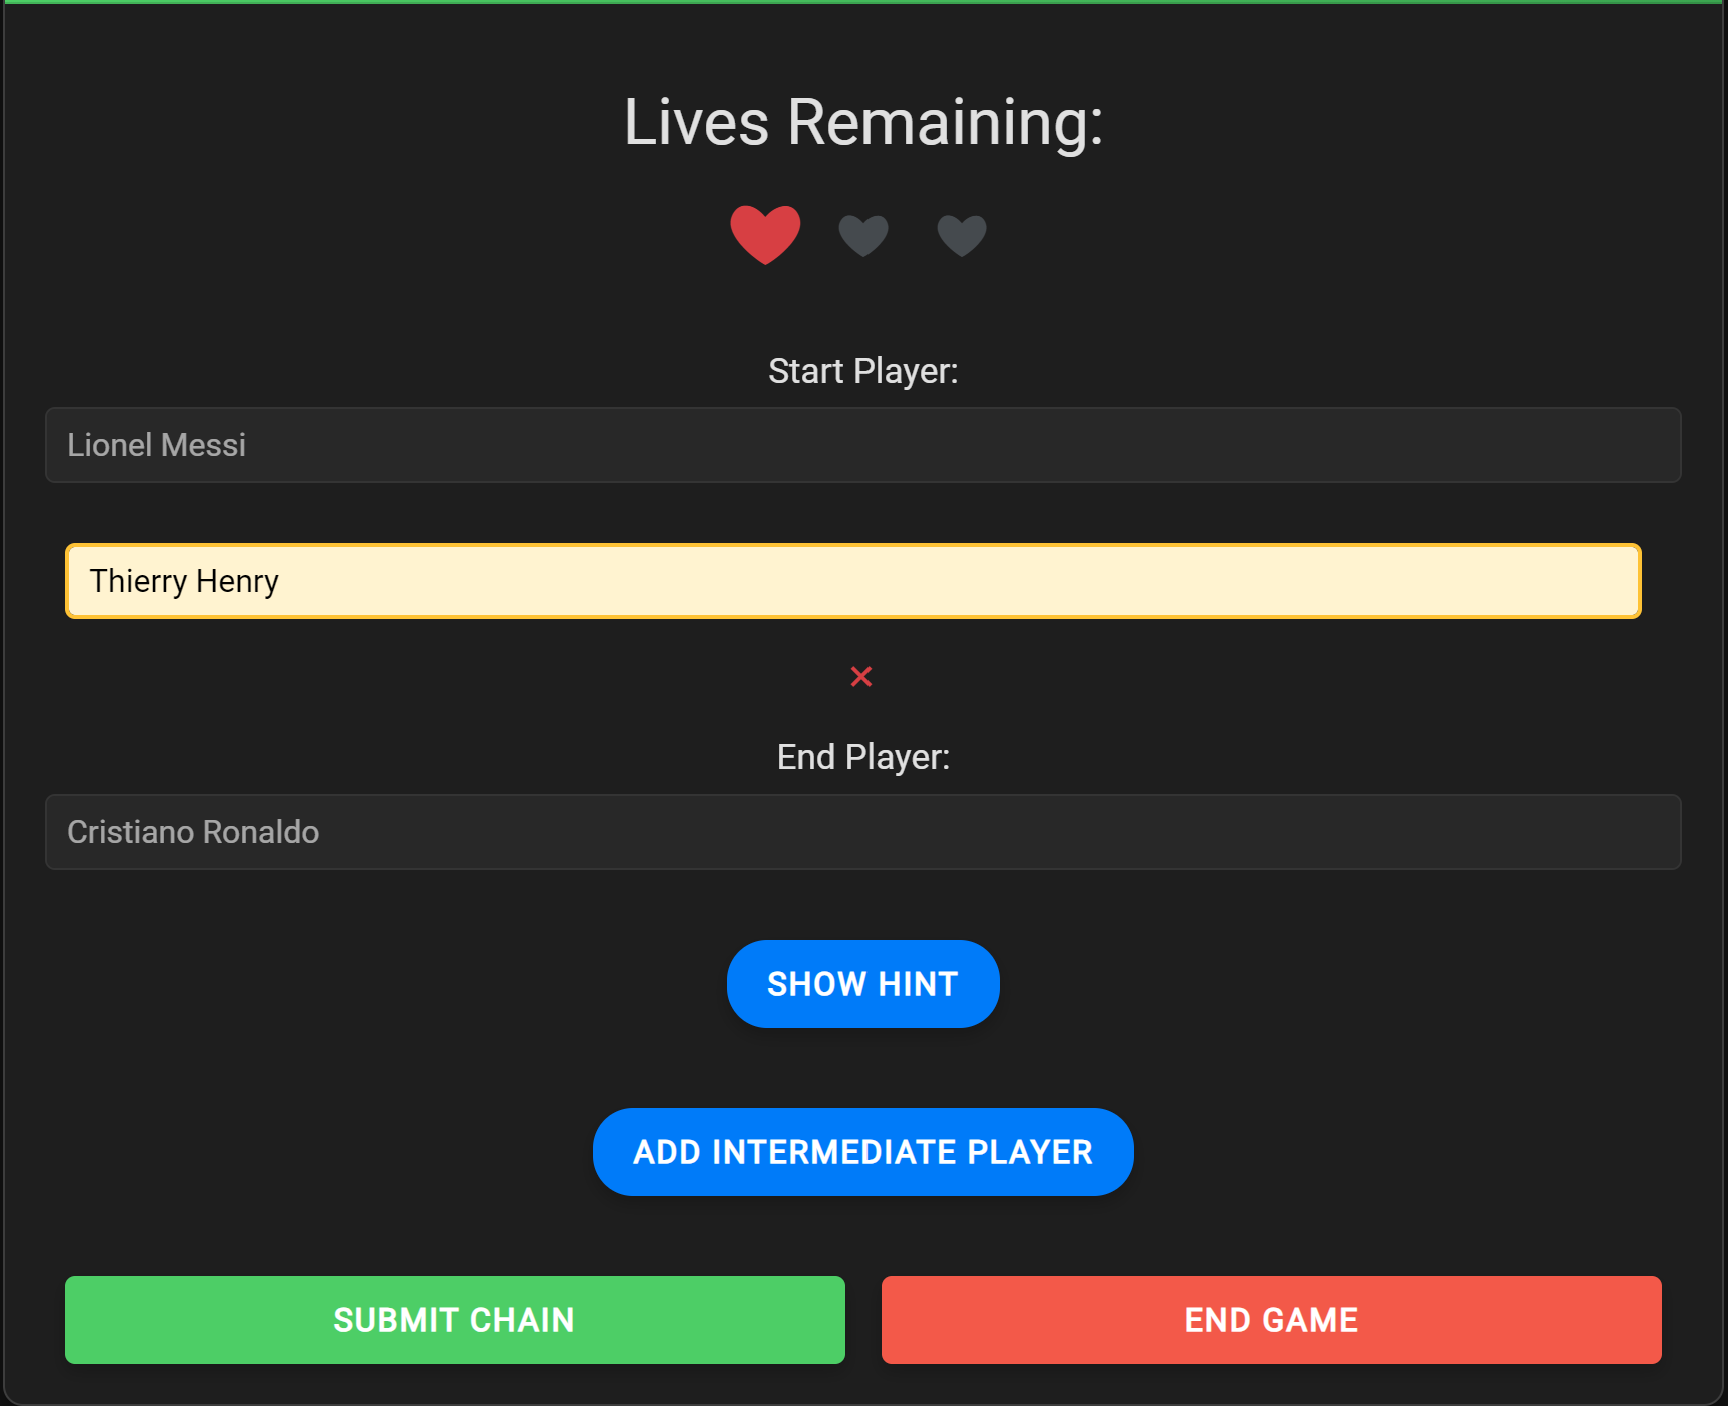 Lives Remaining:
Start Player:
Lionel Messi
Thierry Henry
End Player:
Cristiano Ronaldo
SHOW HINT
ADD INTERMEDIATE PLAYER
SUBMIT CHAIN
END GAME